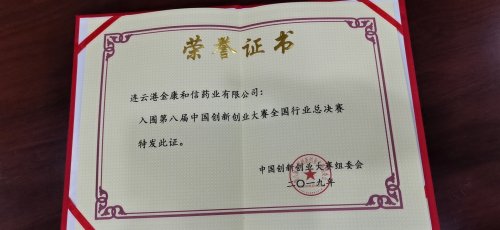 荣誉证书
连云港金康和信药业有限公司：
入围第八届中国创新创业大赛全国行业总决赛
特发此证。
中国创新创业大赛组委会
二〇一九年